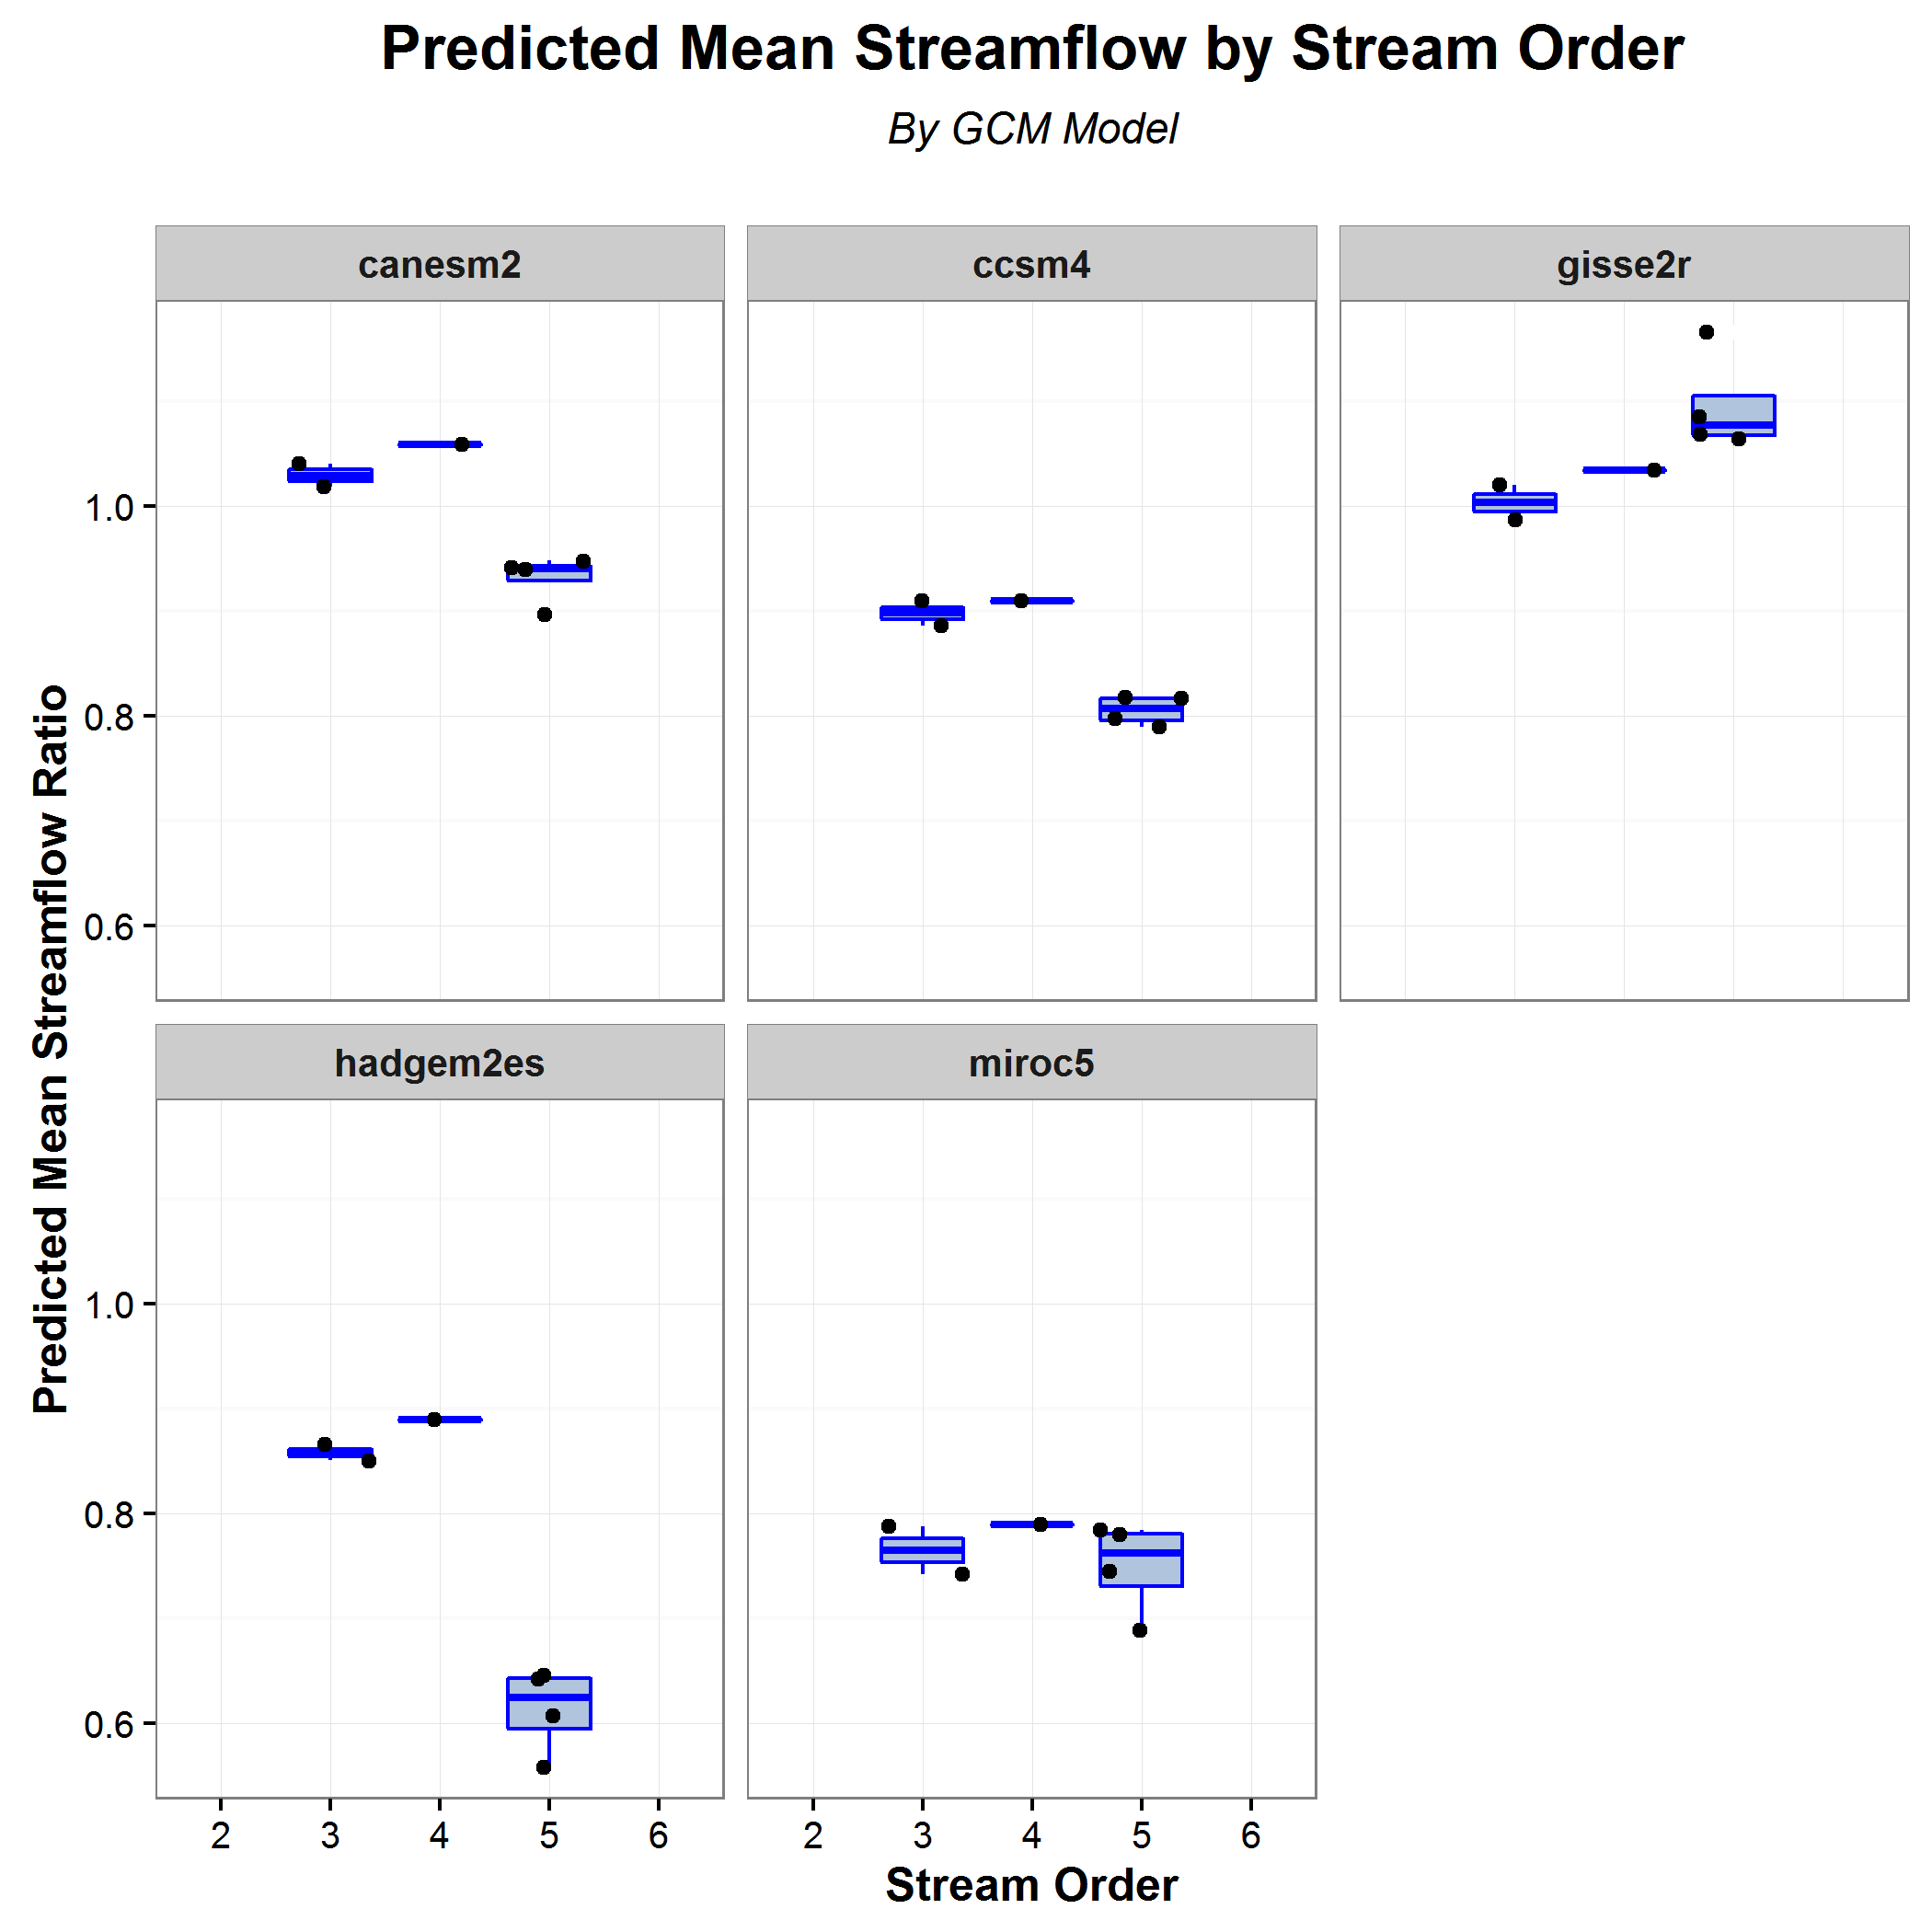 Predicted Mean Streamflow by Stream Order
By GCM Model
canesm2
ccsm4
gisse2r
1.0
0.8
0.6
Predicted Mean Streamflow Ratio
hadgem2es
miroc5
1.0
0.8
0.6
2 3 4 5 6
2 3 4 5 6
Stream Order